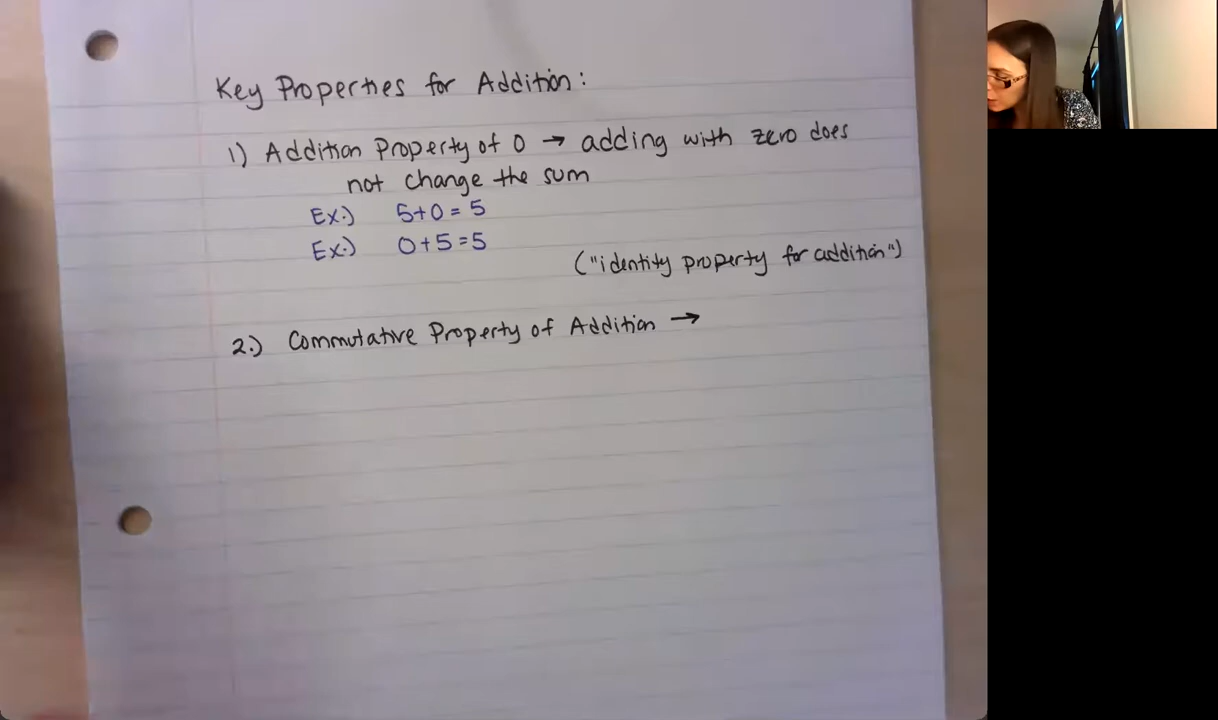 Key Properties for Addition:
1) Addition Property of 0 → adding with zero does
not change the sum
Ex.) 5+0=5
Ex.) 0+5=5
("identity property for addition")
2.) Commutative Property of Addition →